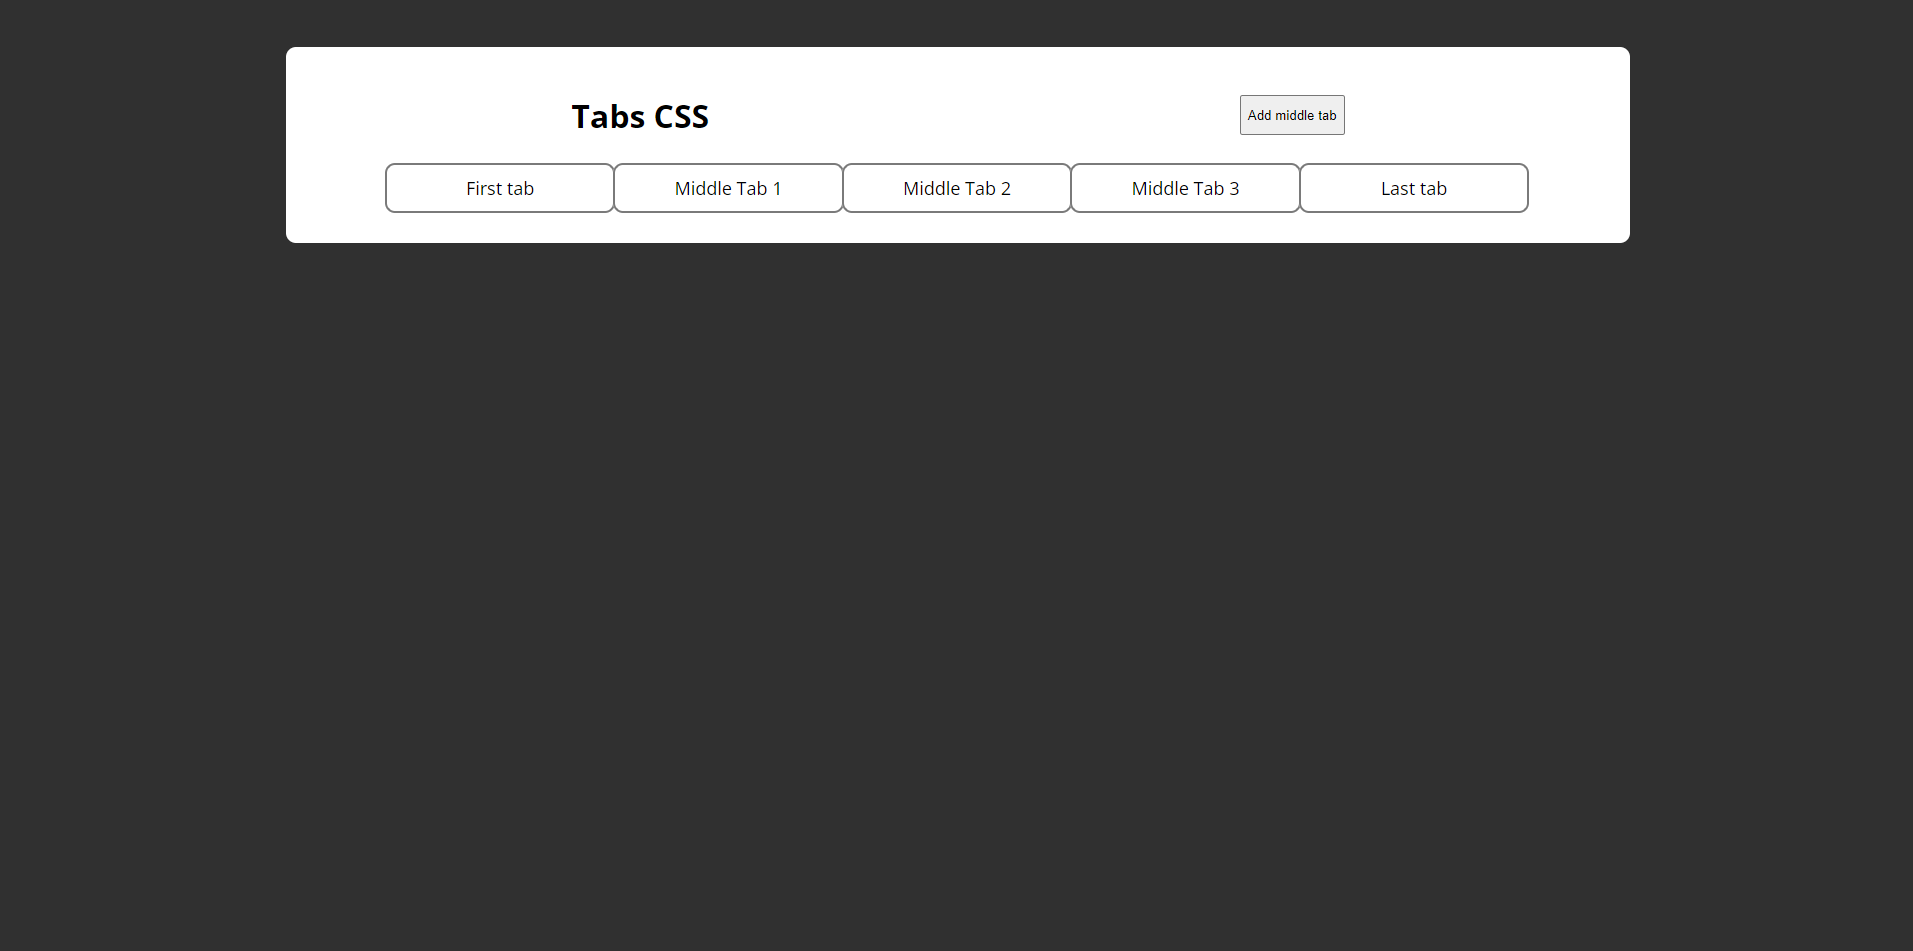 Tabs CSS
Add middle tab
First tab
Middle Tab 1
Middle Tab 2
Middle Tab 3
Last tab